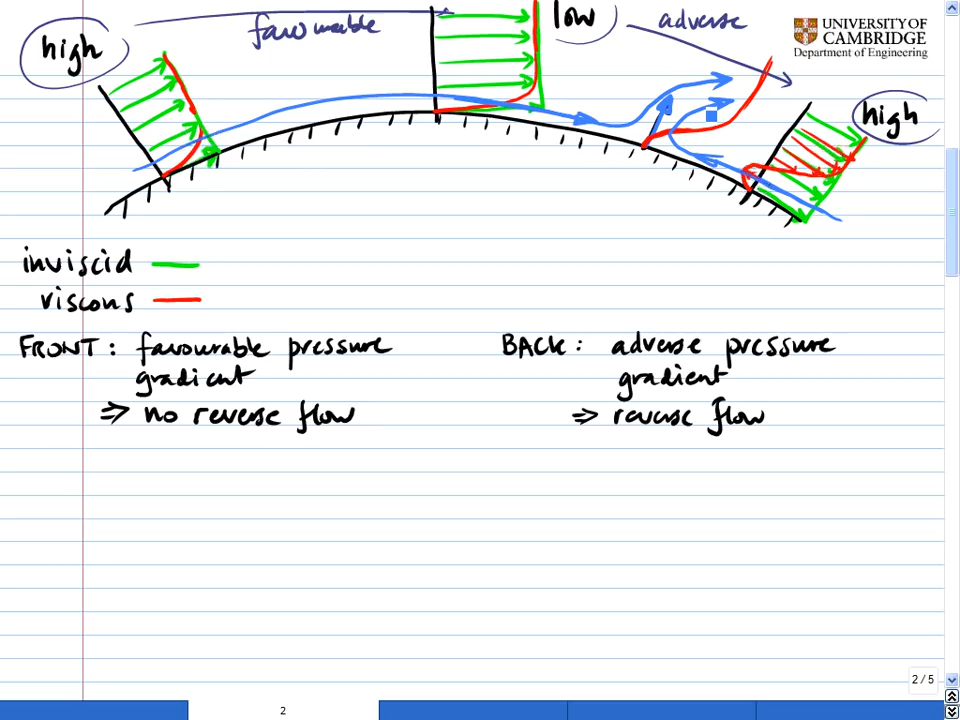 favourable
low
adverse
UNIVERSITY OF
CAMBRIDGE
Department of Engineering
high
high
inviscid
viscous
FRONT: favourable pressure
gradient
⇒ no reverse flow
BACK: adverse pressure
gradient
⇒ reverse flow
2 / 5
2